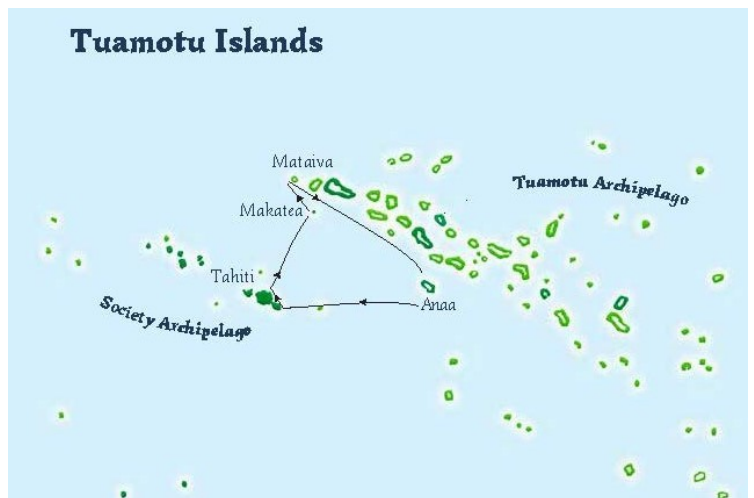 Tuamotu Islands
Mataiva
Tuamotu Archipelago
Makatea
Tahiti
Anaa
Society Archipelago